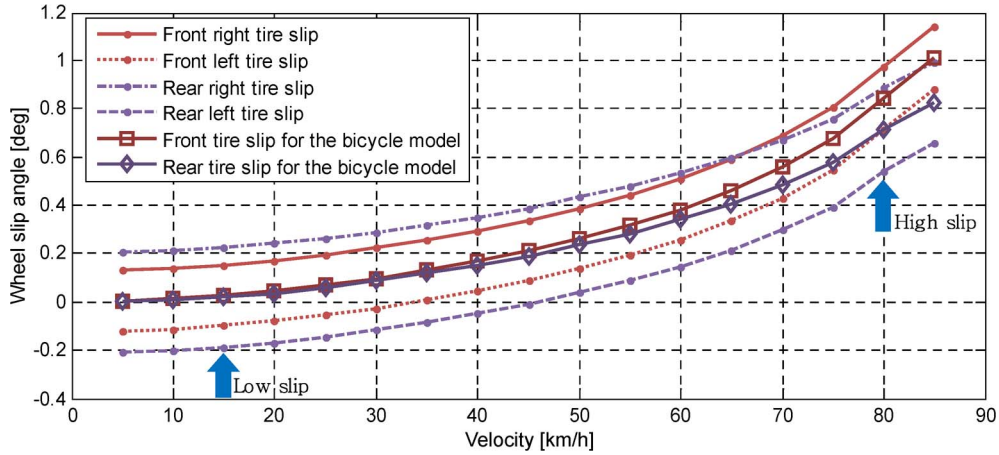 1.2
1
0.8
0.6
0.4
0.2
0
-0.2
-0.4
Wheel slip angle [deg]
Front right tire slip
Front left tire slip
Rear right tire slip
Rear left tire slip
Front tire slip for the bicycle model
Rear tire slip for the bicycle model
High slip
Low slip
0 10 20 30 40 50 60 70 80 90
Velocity [km/h]